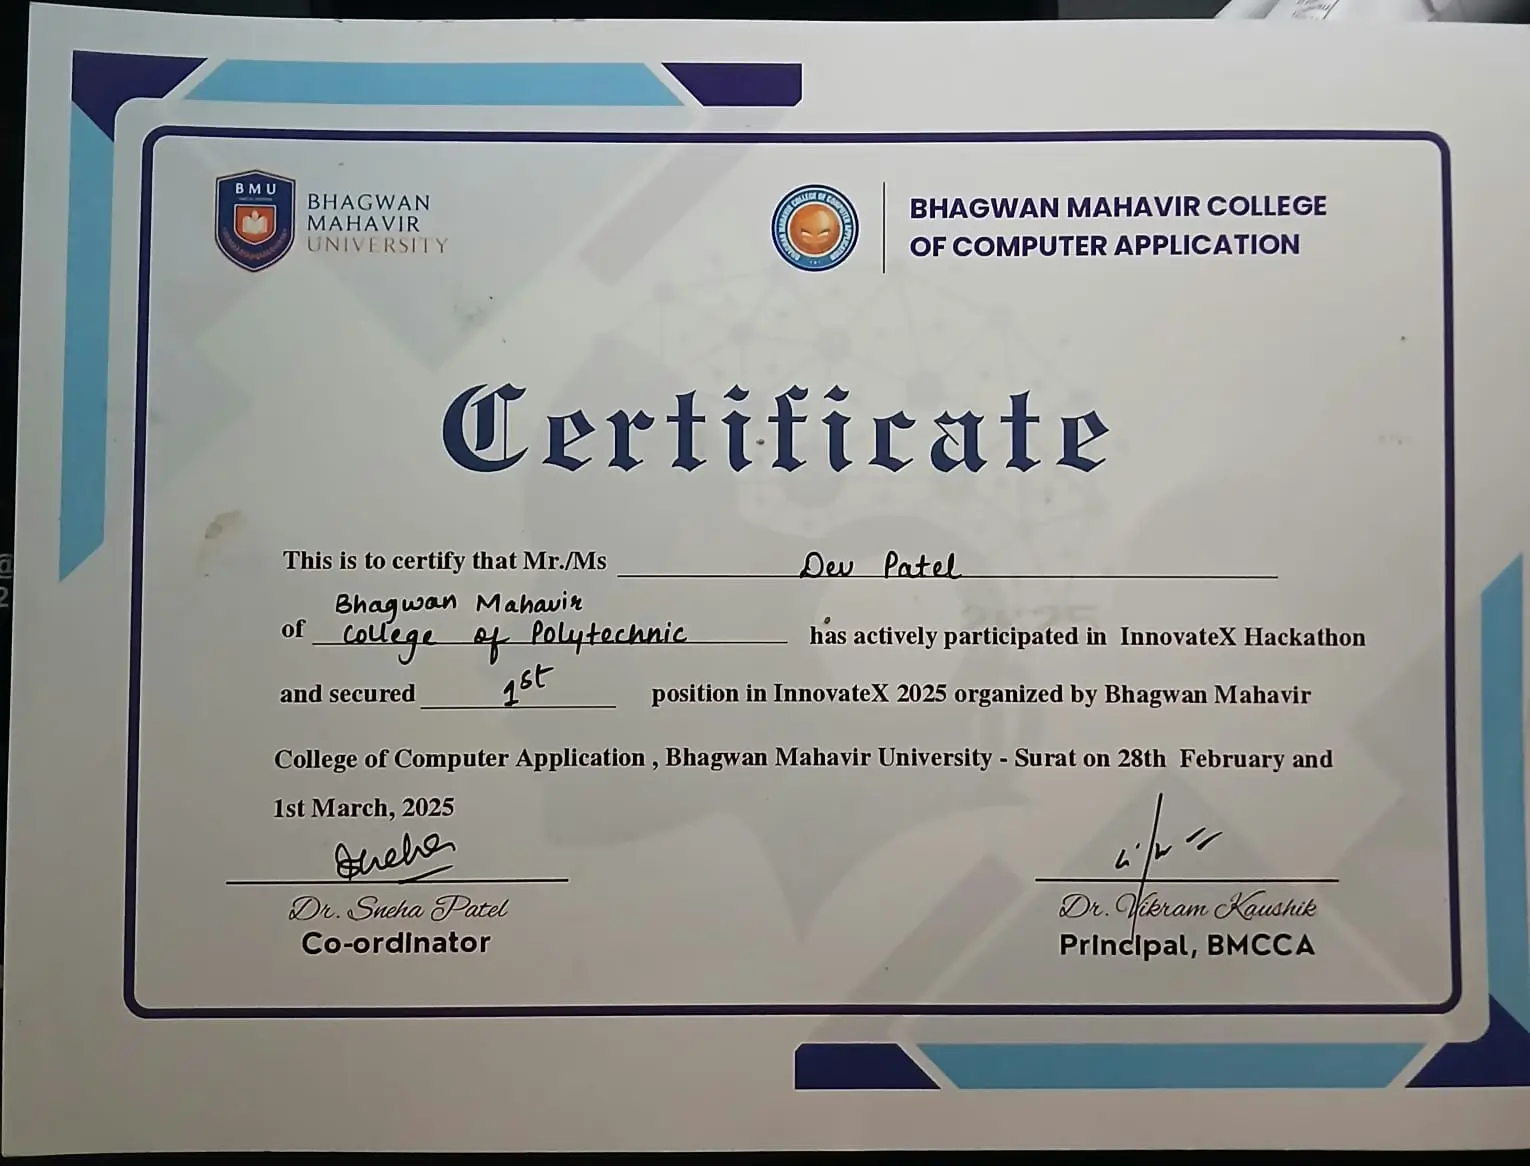 BMU
BHAGWAN
MAHAVIR
UNIVERSITY
BHAGWAN MAHAVIR COLLEGE
OF COMPUTER APPLICATION
Certificate
This is to certify that Mr./Ms Dev Patel
Bhagwan Mahavir
of College of Polytechnic has actively participated in InnovateX Hackathon
and secured 1st position in InnovateX 2025 organized by Bhagwan Mahavir
College of Computer Application , Bhagwan Mahavir University - Surat on 28th February and
1st March, 2025
Sneha
Dr. Sneha Patel
Co-ordinator
Dr. Vikram Kaushik
Principal, BMCCA